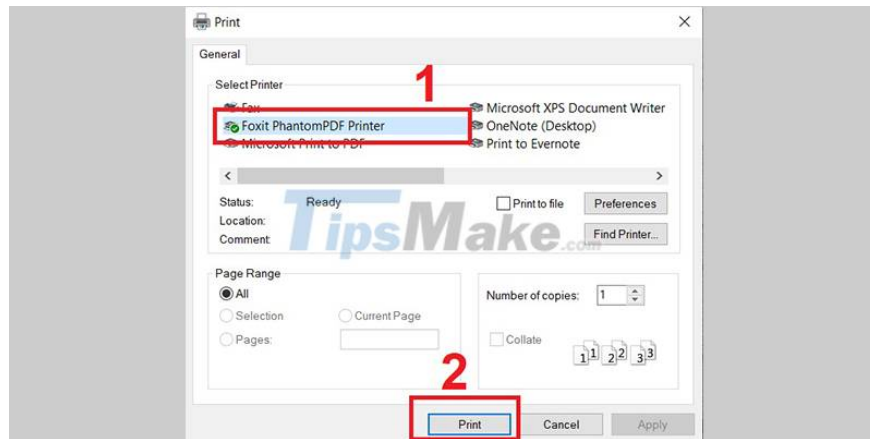 Print
General
Select Printer
1
Fax
Microsoft XPS Document Writer
Foxit PhantomPDF Printer
OneNote (Desktop)
Microsoft Print to PDF
Print to Evernote
Status: Ready
Print to file
Preferences
Location:
Comment:
Find Printer...
TipsMake.com
Page Range
All
Number of copies: 1
Selection
Current Page
Pages:
Collate
1 1 2 2 3 3
2
Print
Cancel
Apply